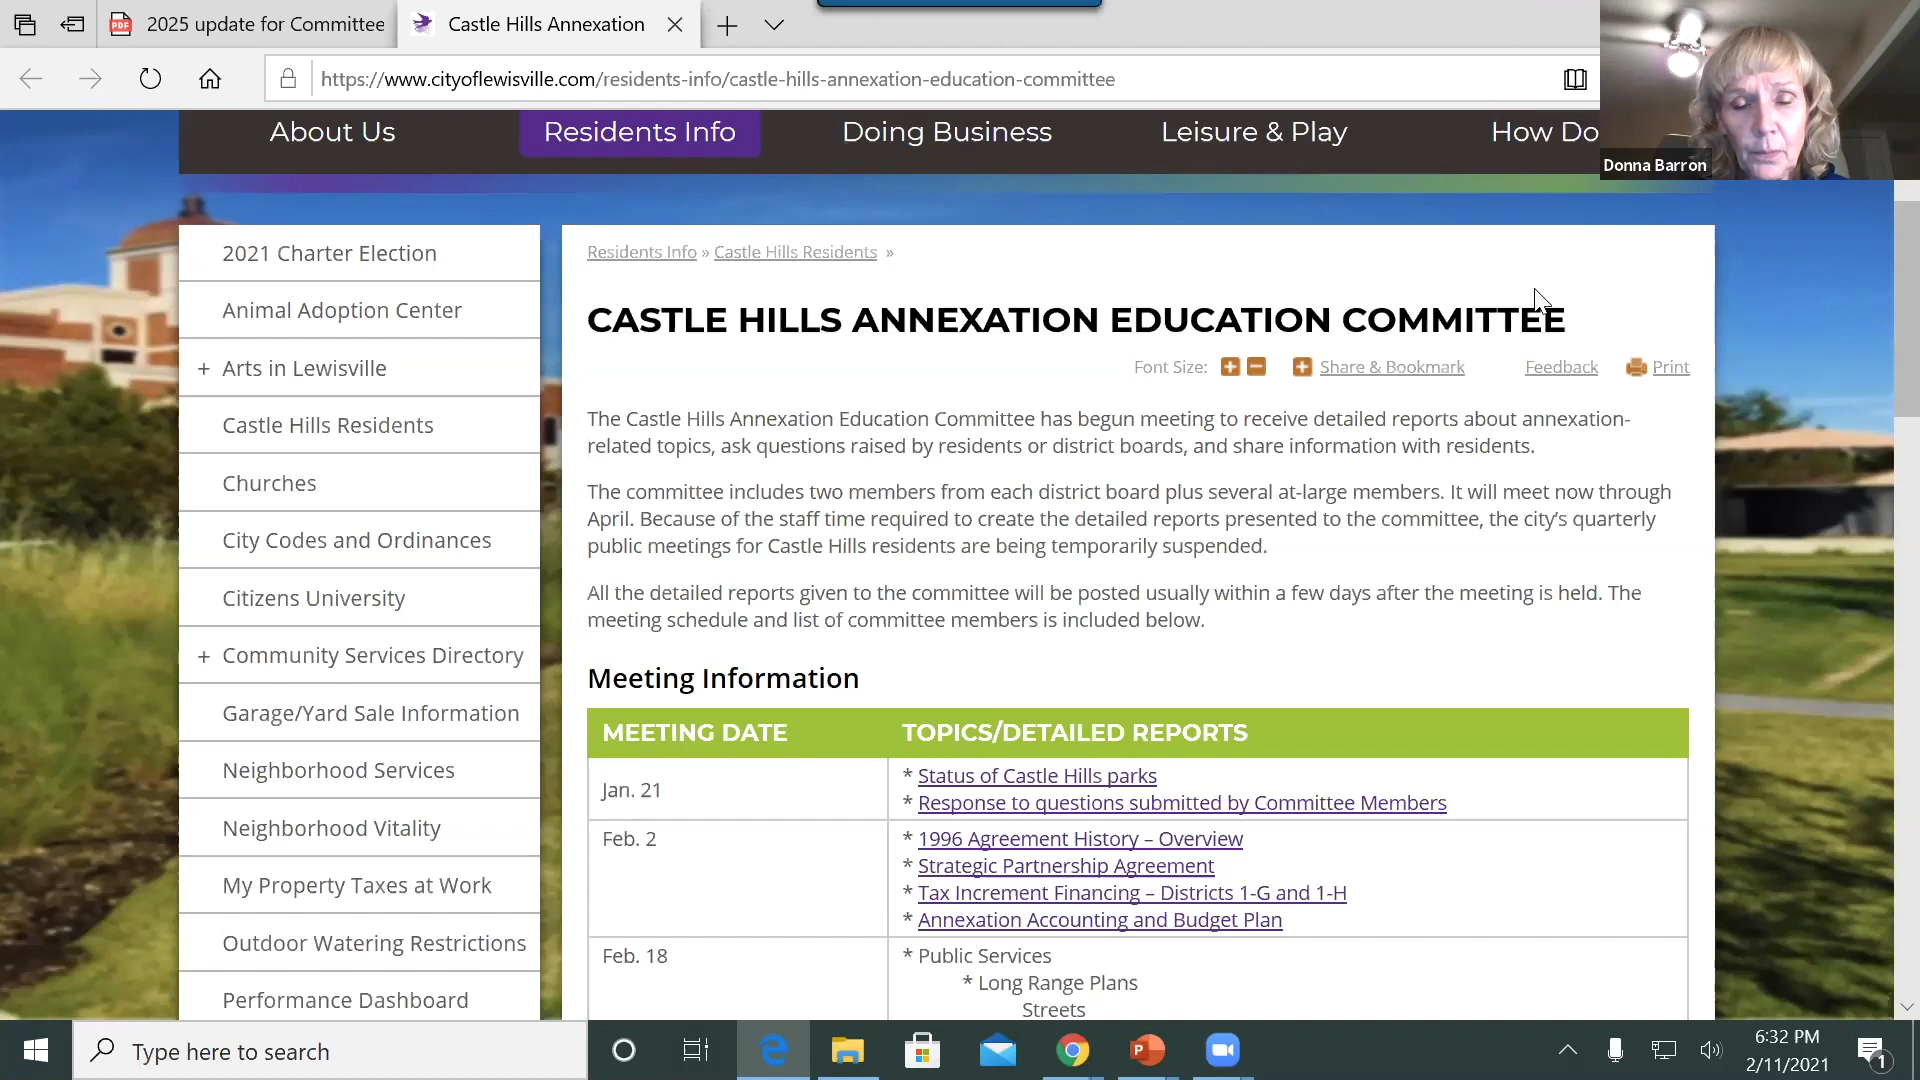 PDF 2025 update for Committee
Castle Hills Annexation
https://www.cityoflewisville.com/residents-info/castle-hills-annexation-education-committee
Donna Barron
About Us
Residents Info
Doing Business
Leisure & Play
How Do
2021 Charter Election
Animal Adoption Center
+ Arts in Lewisville
Castle Hills Residents
Churches
City Codes and Ordinances
Citizens University
+ Community Services Directory
Garage/Yard Sale Information
Neighborhood Services
Neighborhood Vitality
My Property Taxes at Work
Outdoor Watering Restrictions
Performance Dashboard
Residents Info » Castle Hills Residents »
CASTLE HILLS ANNEXATION EDUCATION COMMITTEE
Font Size: Share & Bookmark Feedback Print
The Castle Hills Annexation Education Committee has begun meeting to receive detailed reports about annexation-
related topics, ask questions raised by residents or district boards, and share information with residents.
The committee includes two members from each district board plus several at-large members. It will meet now through
April. Because of the staff time required to create the detailed reports presented to the committee, the city's quarterly
public meetings for Castle Hills residents are being temporarily suspended.
All the detailed reports given to the committee will be posted usually within a few days after the meeting is held. The
meeting schedule and list of committee members is included below.
Meeting Information
MEETING DATE TOPICS/DETAILED REPORTS
Jan. 21
* Status of Castle Hills parks
* Response to questions submitted by Committee Members
Feb. 2
* 1996 Agreement History – Overview
* Strategic Partnership Agreement
* Tax Increment Financing – Districts 1-G and 1-H
* Annexation Accounting and Budget Plan
Feb. 18
* Public Services
* Long Range Plans
Streets
Type here to search
P
6:32 PM
2/11/2021
1